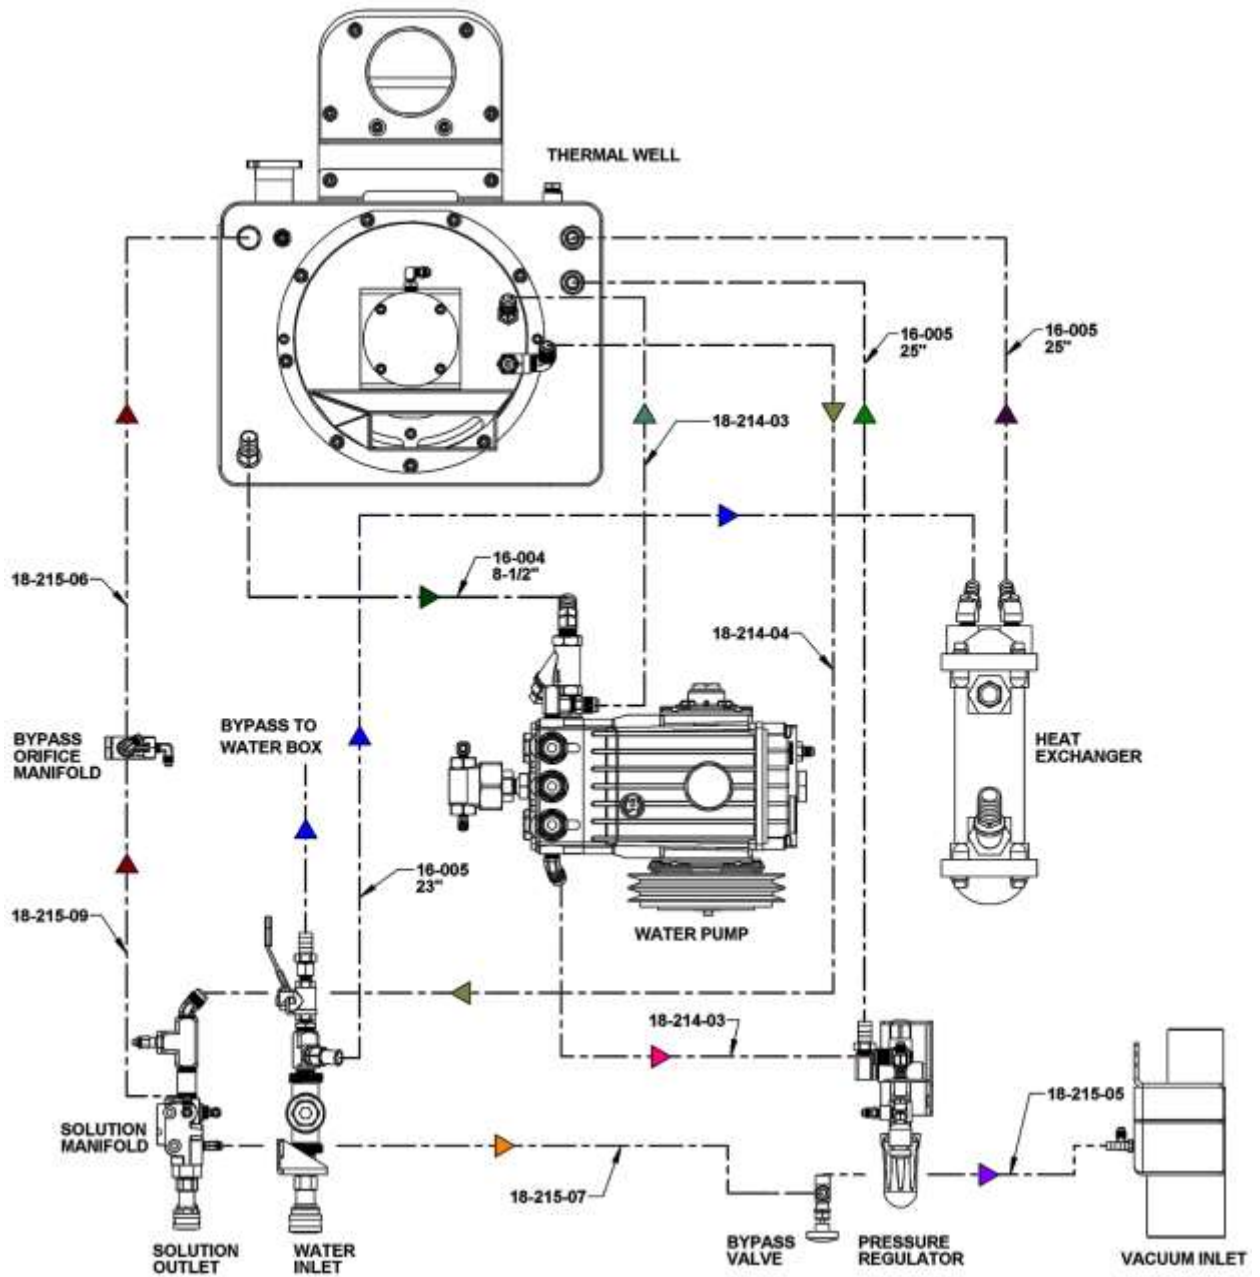 THERMAL WELL
16-005
25"
16-005
25"
18-214-03
16-004
8-1/2"
18-215-06
18-214-04
BYPASS TO
WATER BOX
BYPASS
ORIFICE
MANIFOLD
HEAT
EXCHANGER
16-005
23"
18-215-09
WATER PUMP
18-214-03
18-215-05
SOLUTION
MANIFOLD
18-215-07
SOLUTION
OUTLET
WATER
INLET
BYPASS
VALVE
PRESSURE
REGULATOR
VACUUM INLET